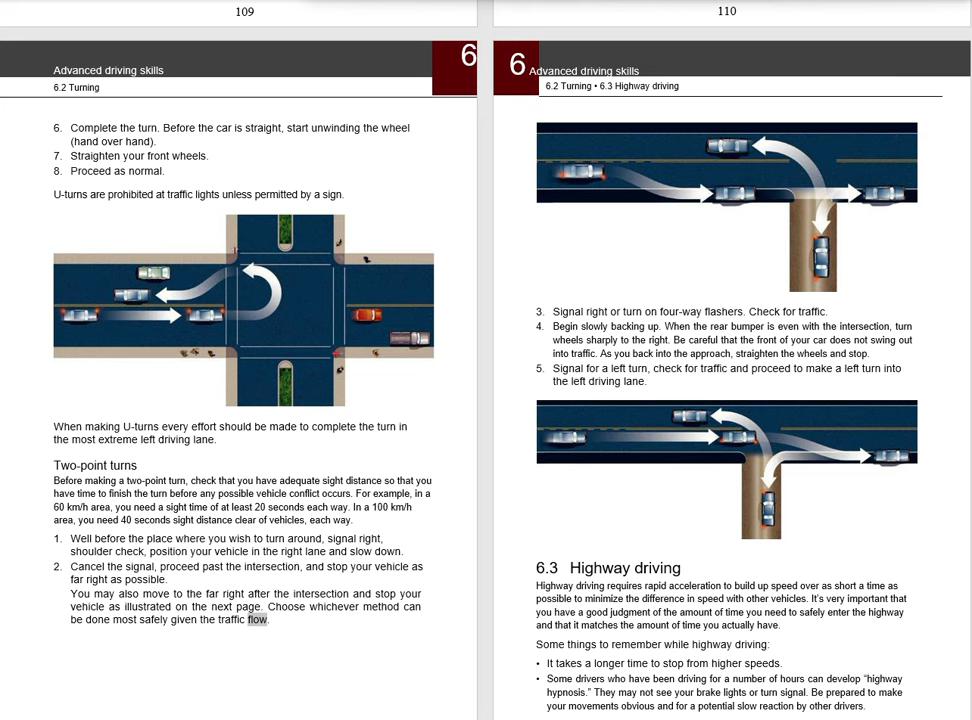 109
6
Advanced driving skills
6.2 Turning
6. Complete the turn. Before the car is straight, start unwinding the wheel
(hand over hand).
7. Straighten your front wheels.
8. Proceed as normal.
U-turns are prohibited at traffic lights unless permitted by a sign.
When making U-turns every effort should be made to complete the turn in
the most extreme left driving lane.
Two-point turns
Before making a two-point turn, check that you have adequate sight distance so that you
have time to finish the turn before any possible vehicle conflict occurs. For example, in a
60 km/h area, you need a sight time of at least 20 seconds each way. In a 100 km/h
area, you need 40 seconds sight distance clear of vehicles, each way.
1. Well before the place where you wish to turn around, signal right,
shoulder check, position your vehicle in the right lane and slow down.
2. Cancel the signal, proceed past the intersection, and stop your vehicle as
far right as possible.
You may also move to the far right after the intersection and stop your
vehicle as illustrated on the next page. Choose whichever method can
be done most safely given the traffic flow.
110
6 Advanced driving skills
6.2 Turning • 6.3 Highway driving
3. Signal right or turn on four-way flashers. Check for traffic.
4. Begin slowly backing up. When the rear bumper is even with the intersection, turn
wheels sharply to the right. Be careful that the front of your car does not swing out
into traffic. As you back into the approach, straighten the wheels and stop.
5. Signal for a left turn, check for traffic and proceed to make a left turn into
the left driving lane.
6.3 Highway driving
Highway driving requires rapid acceleration to build up speed over as short a time as
possible to minimize the difference in speed with other vehicles. It's very important that
you have a good judgment of the amount of time you need to safely enter the highway
and that it matches the amount of time you actually have.
Some things to remember while highway driving:
• It takes a longer time to stop from higher speeds.
• Some drivers who have been driving for a number of hours can develop “highway
hypnosis.” They may not see your brake lights or turn signal. Be prepared to make
your movements obvious and for a potential slow reaction by other drivers.